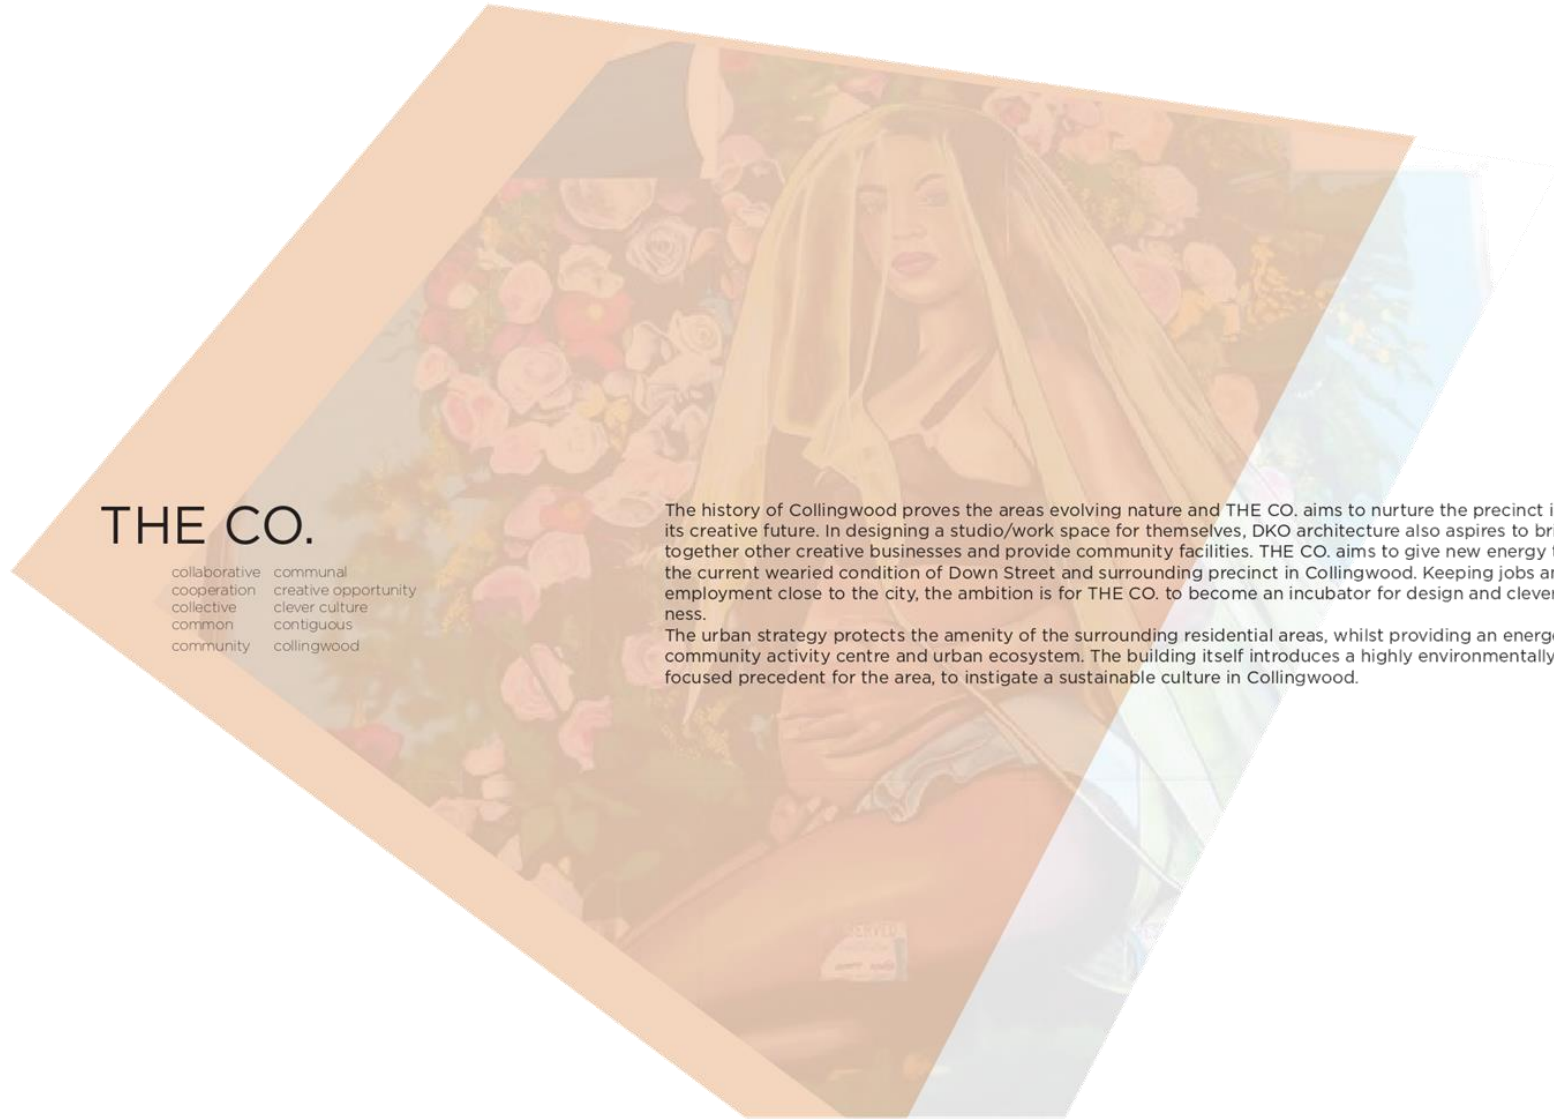 THE CO.
collaborative communal
cooperation creative opportunity
collective clever culture
common contiguous
community collingwood
The history of Collingwood proves the areas evolving nature and THE CO. aims to nurture the precinct i
its creative future. In designing a studio/work space for themselves, DKO architecture also aspires to bri
together other creative businesses and provide community facilities. THE CO. aims to give new energy t
the current wearied condition of Down Street and surrounding precinct in Collingwood. Keeping jobs an
employment close to the city, the ambition is for THE CO. to become an incubator for design and clever
ness.
The urban strategy protects the amenity of the surrounding residential areas, whilst providing an energe
community activity centre and urban ecosystem. The building itself introduces a highly environmentally
focused precedent for the area, to instigate a sustainable culture in Collingwood.